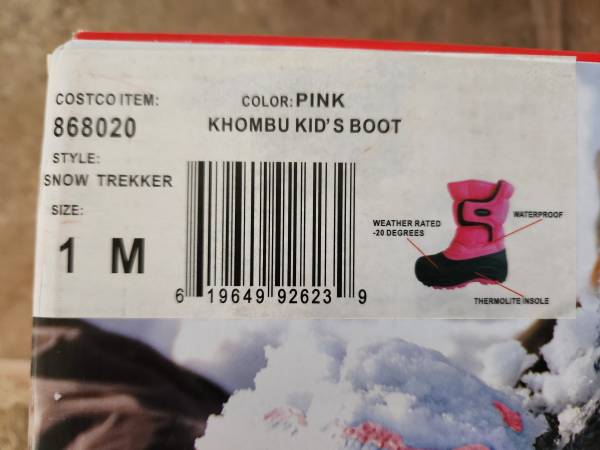 COSTCO ITEM:
868020
COLOR: PINK
KHOMBU KID'S BOOT
STYLE:
SNOW TREKKER
SIZE:
1 M
6 19649 92623 9
WEATHER RATED
-20 DEGREES
WATERPROOF
THERMOLITE INSOLE